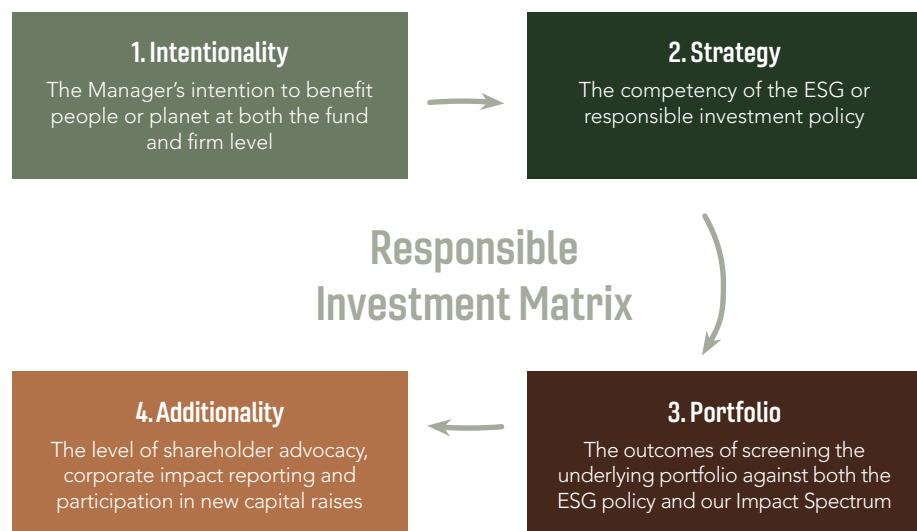 1. Intentionality
The Manager's intention to benefit
people or planet at both the fund
and firm level
2. Strategy
The competency of the ESG or
responsible investment policy
Responsible
Investment Matrix
4. Additionality
The level of shareholder advocacy,
corporate impact reporting and
participation in new capital raises
3. Portfolio
The outcomes of screening the
underlying portfolio against both the
ESG policy and our Impact Spectrum